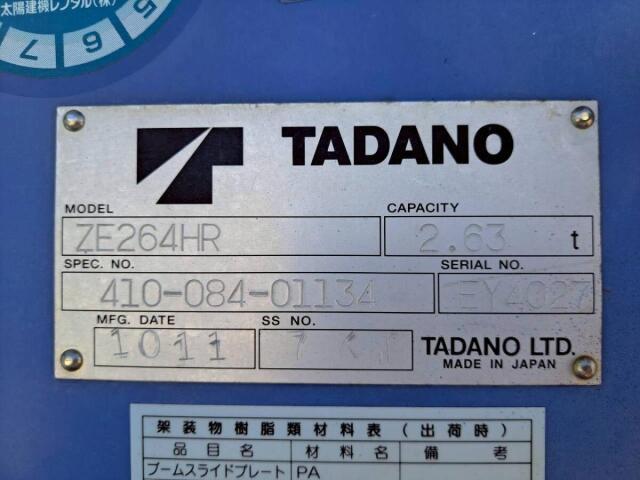 太陽建機レンタル(株)
5
6
7
TADANO
MODEL
CAPACITY
ZE264HR
2.63 t
SPEC. NO.
SERIAL NO.
410-084-01134
EY4027
MFG. DATE
SS NO.
1011
TADANO LTD.
MADE IN JAPAN
架装物樹脂類材料表(出荷時)
品目名 材料名 備考
ブームスライドプレート PA